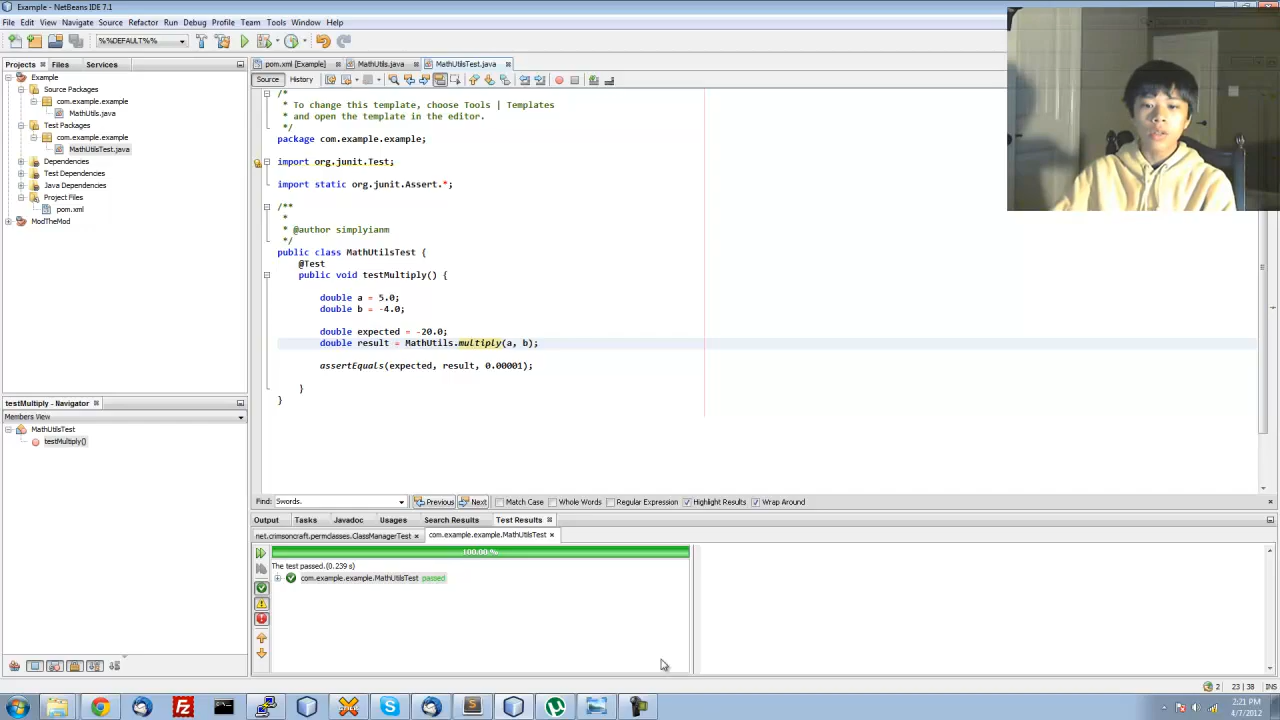 Example - NetBeans IDE 7.1
File Edit View Navigate Source Refactor Run Debug Profile Team Tools Window Help
%%DEFAULT%%
Projects Files Services
pom.xml [Example] MathUtils.java MathUtilsTest.java
Source History
Example
Source Packages
com.example.example
MathUtils.java
Test Packages
com.example.example
MathUtilsTest.java
Dependencies
Test Dependencies
Java Dependencies
Project Files
pom.xml
ModTheMod
/*
* To change this template, choose Tools | Templates
* and open the template in the editor.
*/
package com.example.example;
import org.junit.Test;
import static org.junit.Assert.*;
/**
*
* @author simplyianm
*/
public class MathUtilsTest {
@Test
public void testMultiply() {
double a = 5.0;
double b = -4.0;
double expected = -20.0;
double result = MathUtils.multiply(a, b);
assertEquals(expected, result, 0.00001);
}
}
testMultiply - Navigator
Members View
MathUtilsTest
testMultiply()
Find: Swords. Previous Next Match Case Whole Words Regular Expression Highlight Results Wrap Around
Output Tasks Javadoc Usages Search Results Test Results
net.crimsoncraft.permclasses.ClassManagerTest com.example.example.MathUtilsTest
100.00 %
The test passed.(0.239 s)
com.example.example.MathUtilsTest passed
2 23 | 38 INS
2:21 PM
4/7/2012